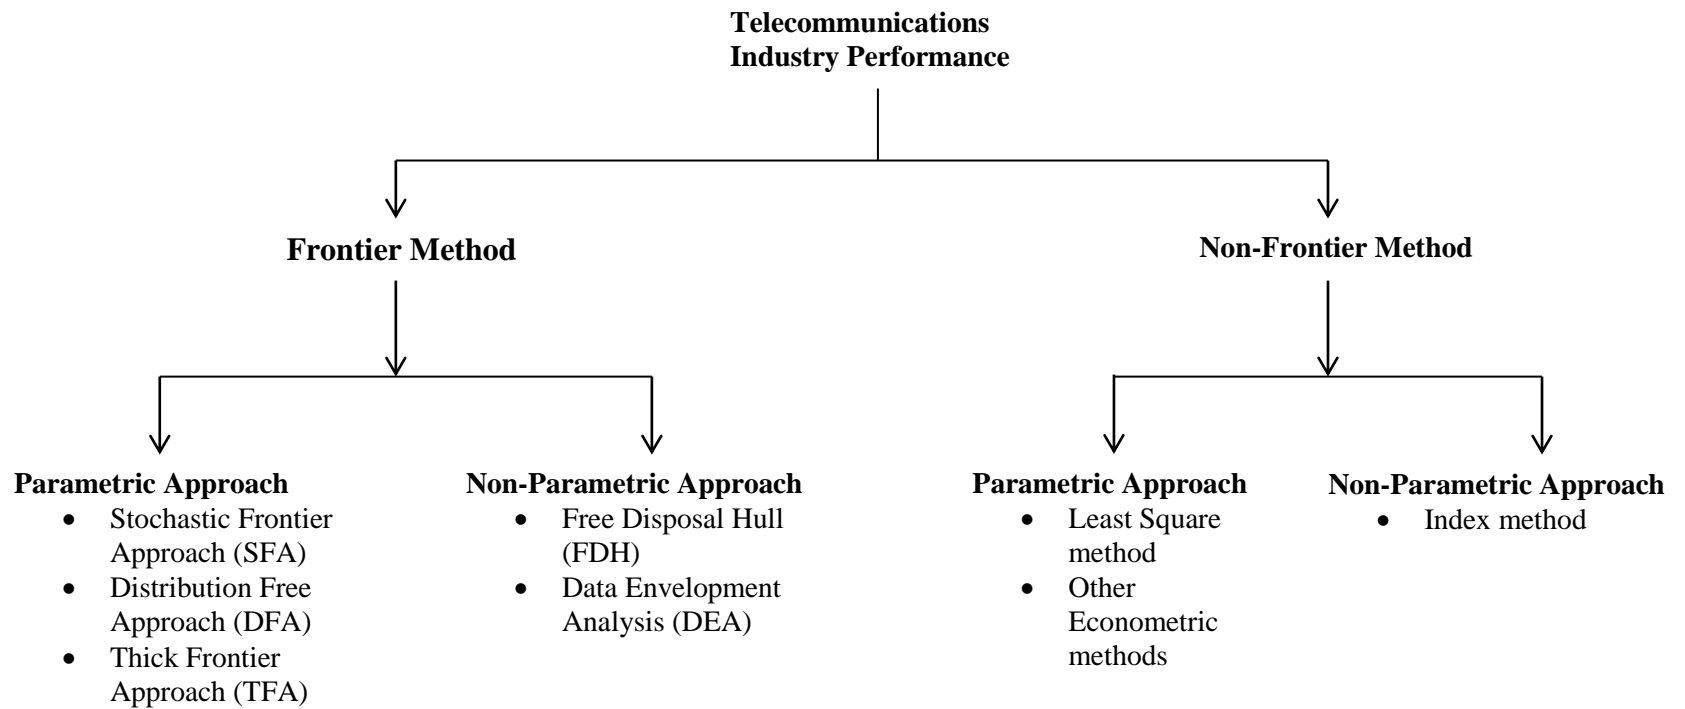 Telecommunications
Industry Performance
Frontier Method
Non-Frontier Method
Parametric Approach
• Stochastic Frontier
Approach (SFA)
• Distribution Free
Approach (DFA)
• Thick Frontier
Approach (TFA)
Non-Parametric Approach
• Free Disposal Hull
(FDH)
• Data Envelopment
Analysis (DEA)
Parametric Approach
• Least Square
method
• Other
Econometric
methods
Non-Parametric Approach
• Index method